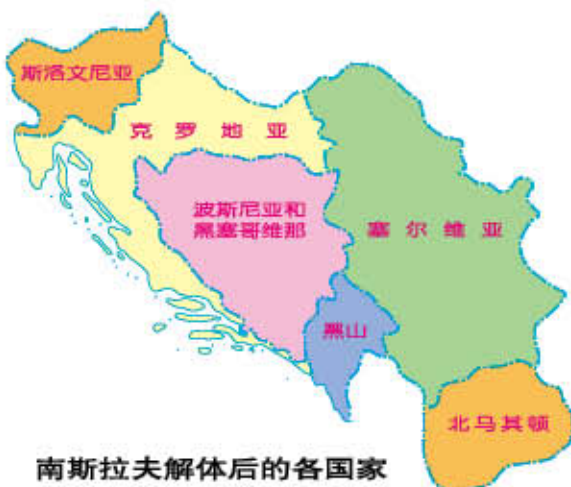 斯洛文尼亚
克罗地亚
波斯尼亚和
黑塞哥维那
塞尔维亚
黑山
北马其顿
南斯拉夫解体后的各国家